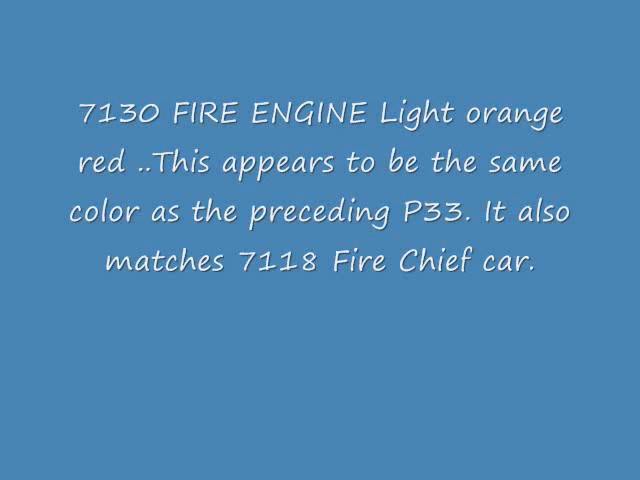 7130 FIRE ENGINE Light orange
red ..This appears to be the same
color as the preceding P33. It also
matches 7118 Fire Chief car.